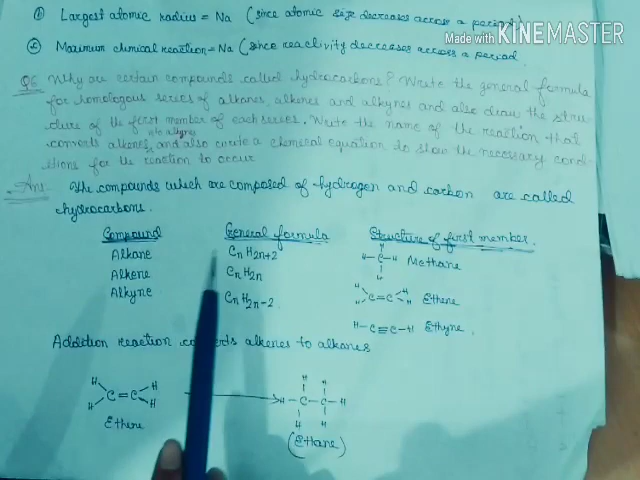 Made with KINEMASTER
① Largest atomic radius = Na (since atomic size decreases across a period)
② Maximum chimical reaction = Na (since reactivity decreases across a period.
Q6 Why are certain compounds called hydrocarbons? Write the general formula
for homologous series of alkanes, alkenes and alkynes and also draw the stru-
cture of the first member of each series. Write the name of the reaction that
converts alkenes into alkynes, and also write a chemical equation to show the necessary cond-
itions for the reaction to occur
Ans. The compounds which are composed of hydrogen and carbon are called
hydrocarbons.
Compound General formula Structure of first member.
Alkane CnH2n+2 H H-C-H H Methane
Alkene CnH2n H H C=C H H Ethene
Alkyne CnH2n-2 H-C≡C-H Ethyne.
Addition reaction converts alkenes to alkanes
H H C=C H H → H H H-C-C-H H H
Ethene (Ethane)